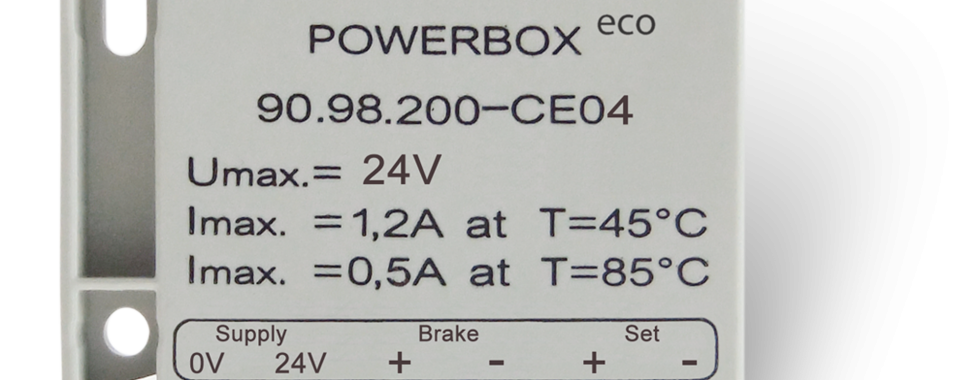 POWERBOX eco
90.98.200-CE04
Umax.= 24V
Imax. =1,2A at T=45°C
Imax. =0,5A at T=85°C
Supply Brake Set
0V 24V + - + -